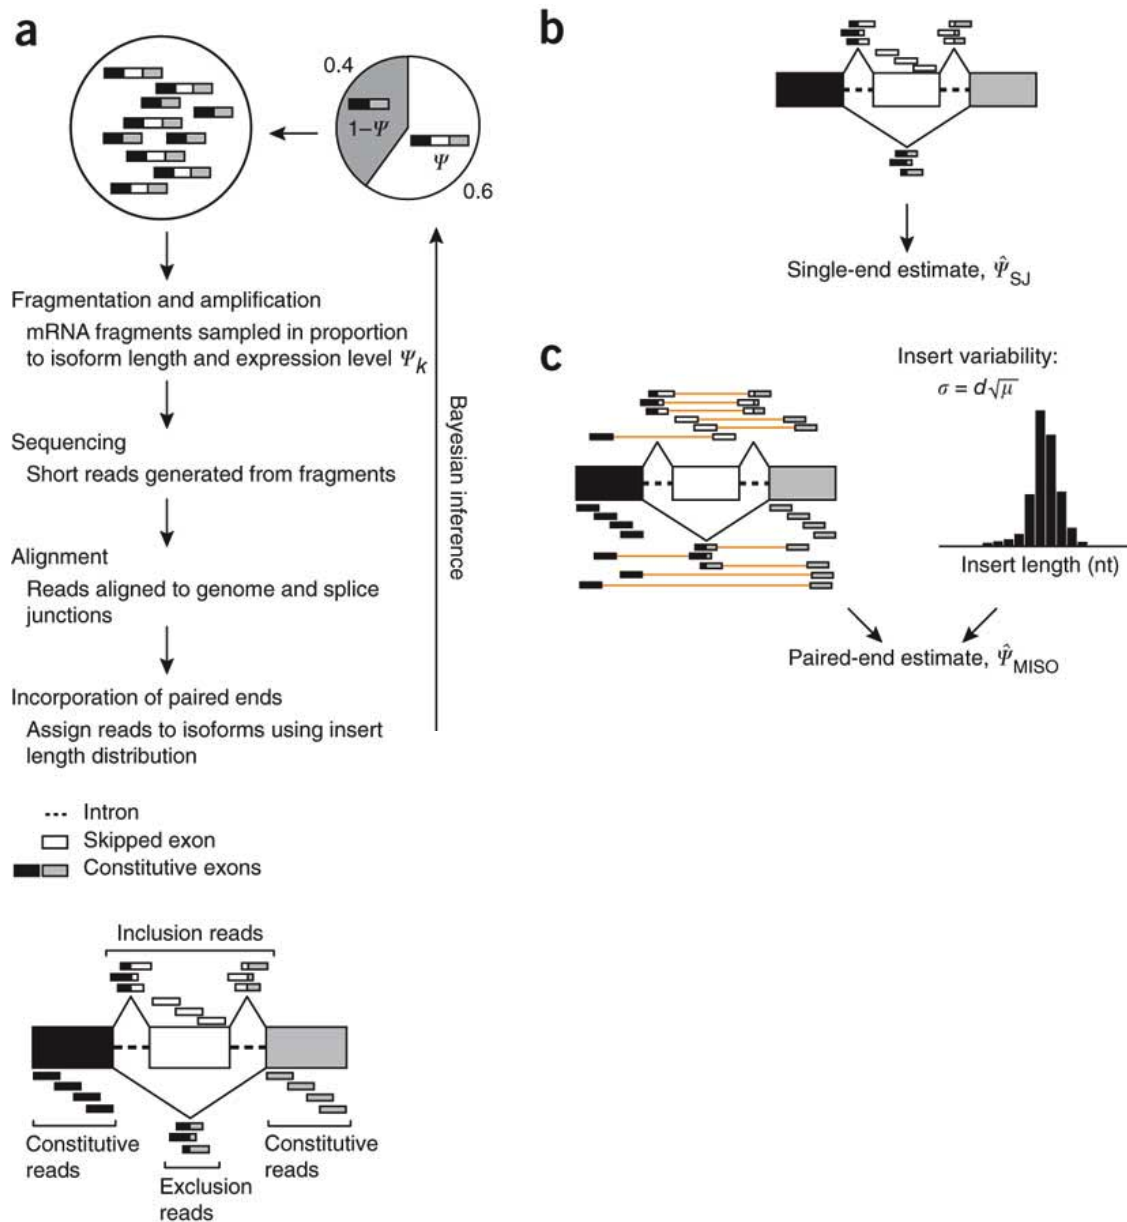 a
0.4
1−Ψ
Ψ
0.6
Fragmentation and amplification
mRNA fragments sampled in proportion
to isoform length and expression level Ψk
Sequencing
Short reads generated from fragments
Alignment
Reads aligned to genome and splice
junctions
Incorporation of paired ends
Assign reads to isoforms using insert
length distribution
Bayesian inference
Intron
Skipped exon
Constitutive exons
Inclusion reads
Constitutive
reads
Exclusion
reads
Constitutive
reads
b
Single-end estimate, Ψ̂SJ
c
Insert variability:
σ = d√μ
Insert length (nt)
Paired-end estimate, Ψ̂MISO